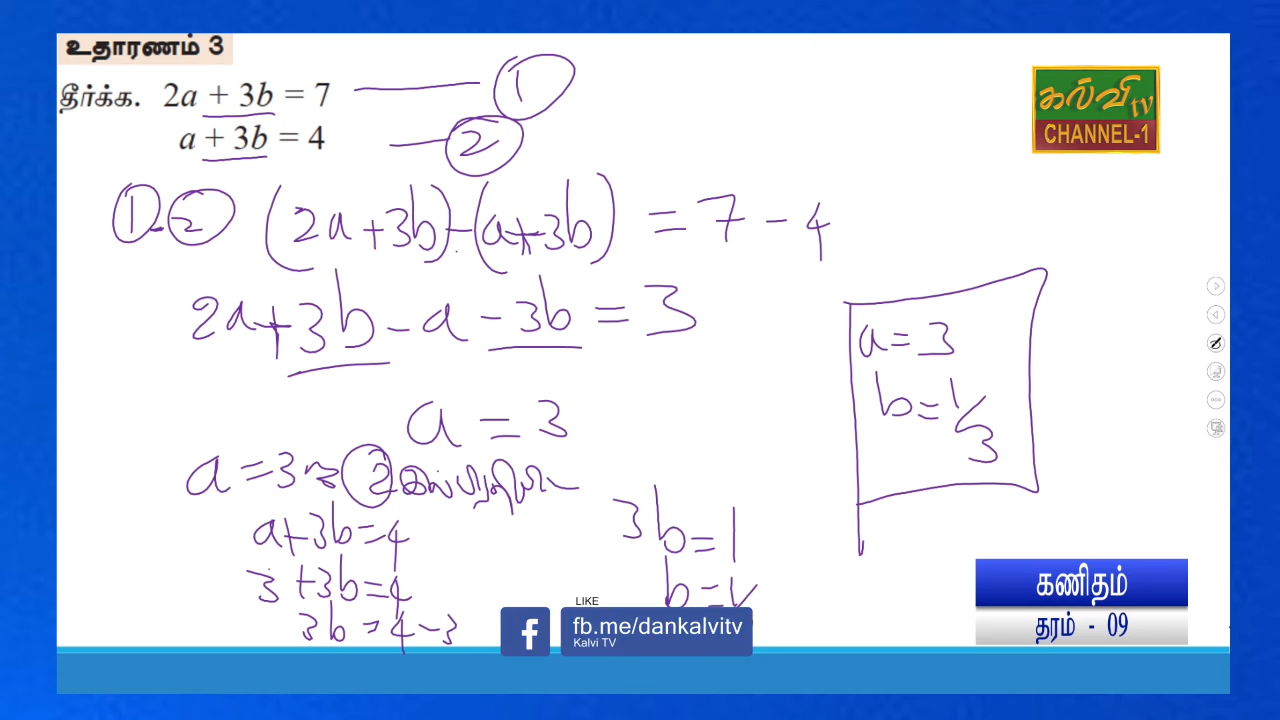 உதாரணம் 3
தீர்க்க. 2a + 3b = 7 ①
a + 3b = 4 ②
① - ② (2a+3b)-(a+3b) = 7 - 4
2a+3b - a - 3b = 3
a = 3
a = 3 ஐ ② இல் பிரதியிட
a+3b=4
3 +3b=4
3b = 4 - 3
3b = 1
b =
a = 3
b = 1/3
கல்வி tv
CHANNEL-1
LIKE
fb.me/dankalvitv
Kalvi TV
கணிதம்
தரம் - 09